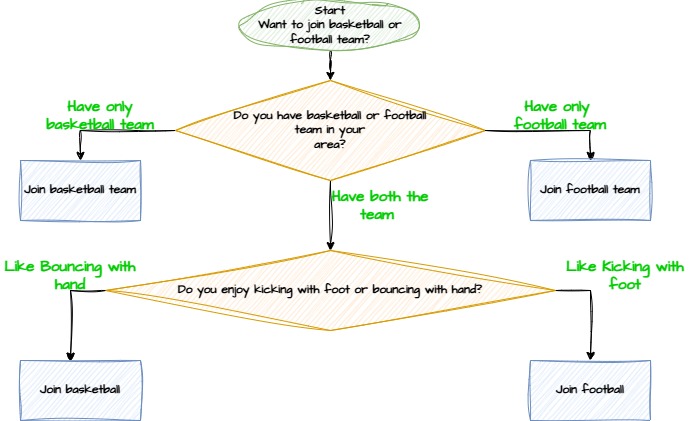 Start
Want to join basketball or
football team?
Have only
basketball team
Do you have basketball or football
team in your
area?
Have only
football team
Join basketball team
Join football team
Have both the
team
Like Bouncing with
hand
Do you enjoy kicking with foot or bouncing with hand?
Like Kicking with
foot
Join basketball
Join football